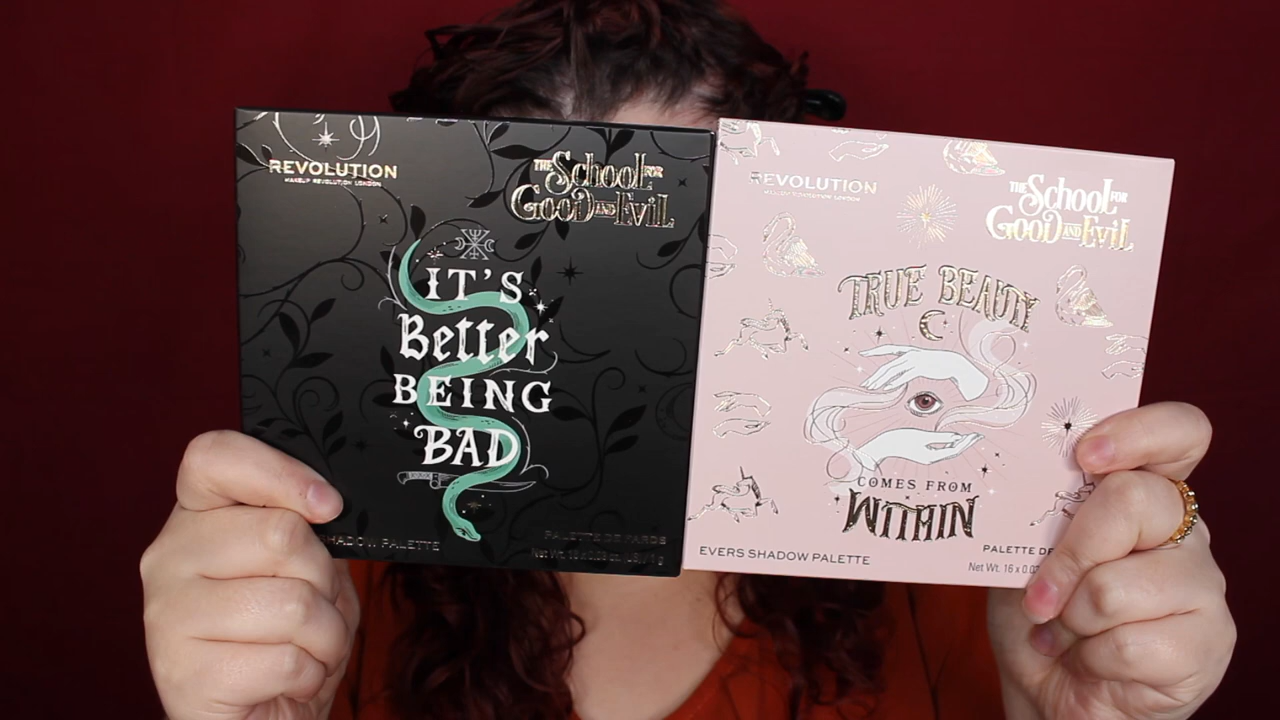 REVOLUTION
MAKEUP REVOLUTION LONDON
THE School FOR
GOOD AND EVIL
IT'S
Better
BEING
BAD
SHADOW PALETTE
PALETTE DE FARDS
REVOLUTION
MAKEUP REVOLUTION LONDON
THE School FOR
GOOD AND EVIL
TRUE BEAUTY
COMES FROM
WITHIN
EVERS SHADOW PALETTE
PALETTE DE
Net Wt. 16 x 0.0